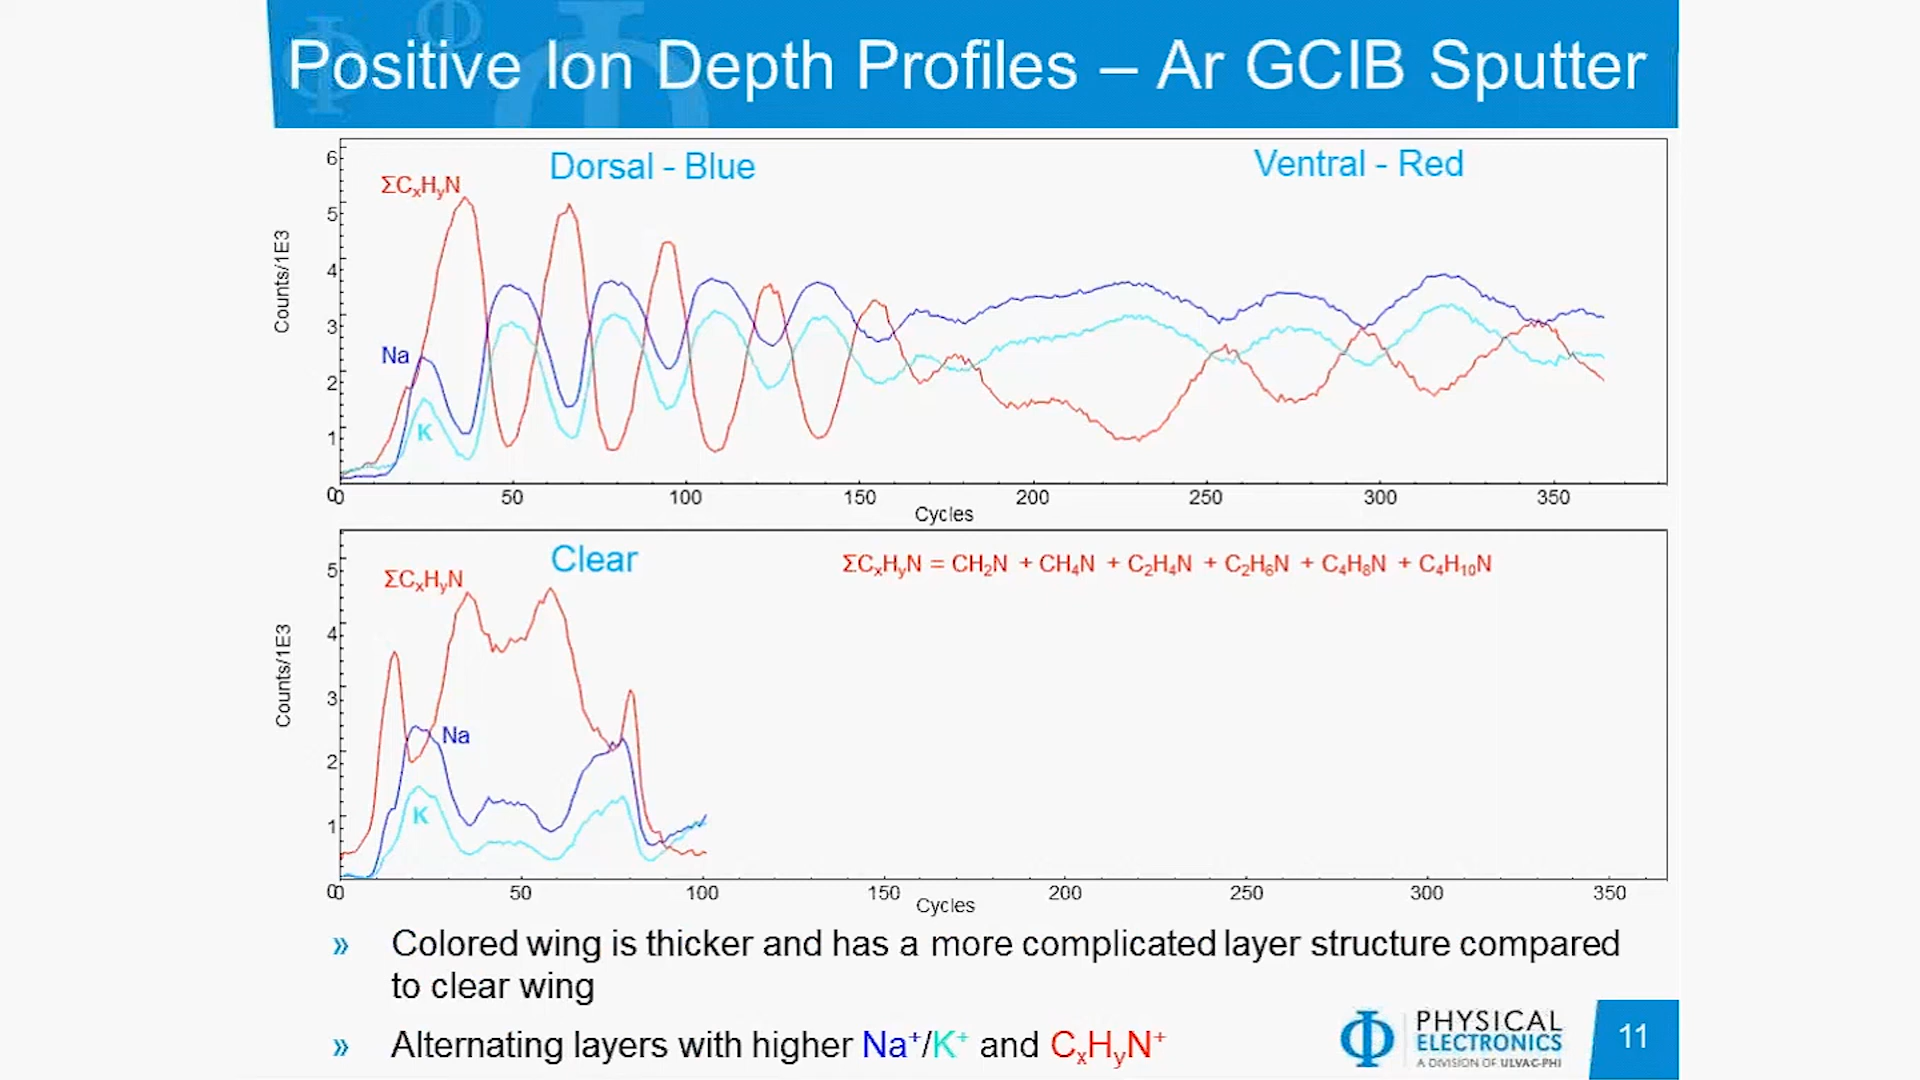 Positive Ion Depth Profiles – Ar GCIB Sputter
Dorsal - Blue
Ventral - Red
ΣCₓHᵧN
Na
K
Counts/1E3
6
5
4
3
2
1
0
0 50 100 150 200 250 300 350
Cycles
Clear
ΣCₓHᵧN = CH₂N + CH₄N + C₂H₄N + C₂H₆N + C₄H₈N + C₄H₁₀N
ΣCₓHᵧN
Na
K
Counts/1E3
5
4
3
2
1
0
0 50 100 150 200 250 300 350
Cycles
» Colored wing is thicker and has a more complicated layer structure compared
to clear wing
» Alternating layers with higher Na⁺/K⁺ and CₓHᵧN⁺
PHYSICAL
ELECTRONICS
A DIVISION OF ULVAC-PHI
11